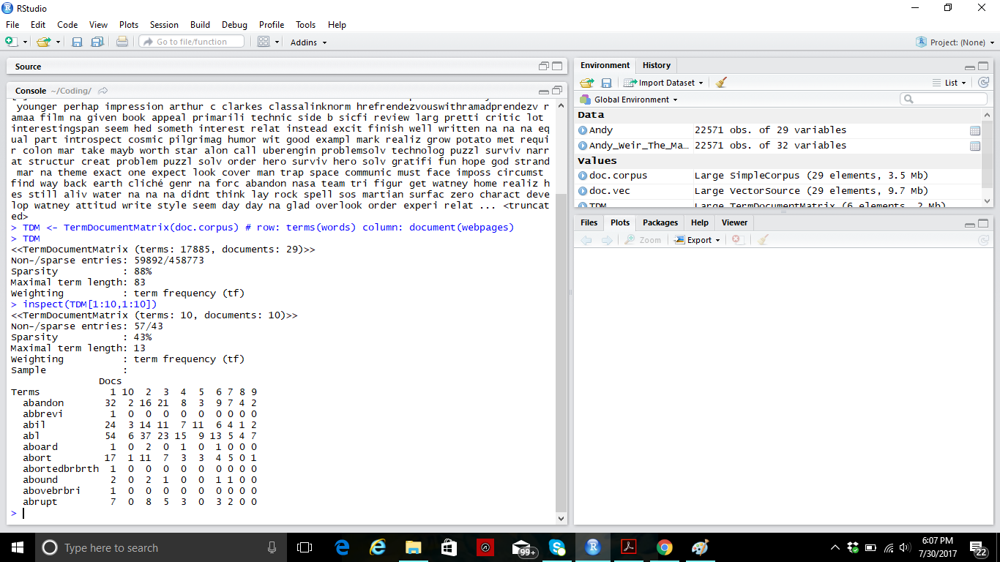 RStudio
File Edit Code View Plots Session Build Debug Profile Tools Help
Go to file/function Addins Project: (None)
Source
Console ~/Coding/
younger perhap impression arthur c clarkes classalinknorm hrefrendezvouswithramadprendezv r
amaa film na given book appeal primarili technic side b sicfi review larg pretti critic lot
interestingspan seem hed someth interest relat instead excit finish well written na na na eq
ual part introspect cosmic pilgrimag humor wit good exampl mark realiz grow potato met requi
r colon mar take mayb worth star alon call uberengin problemsolv technolog puzzl surviv narr
at structur creat problem puzzl solv order hero surviv hero solv gratifi fun hope god strand
mar na theme exact one expect look cover man trap space communic must face imposs circumst
find way back earth cliché genr na forc abandon nasa team tri figur get watney home realiz h
es still aliv water na na na didnt think lay rock spell sos martian surfac zero charact deve
lop watney attitud write style seem day day na glad overlook order experi relat ... <truncat
ed>
> TDM <- TermDocumentMatrix(doc.corpus) # row: terms(words) column: document(webpages)
> TDM
<<TermDocumentMatrix (terms: 17885, documents: 29)>>
Non-/sparse entries: 59892/458773
Sparsity : 88%
Maximal term length: 83
Weighting : term frequency (tf)
> inspect(TDM[1:10,1:10])
<<TermDocumentMatrix (terms: 10, documents: 10)>>
Non-/sparse entries: 57/43
Sparsity : 43%
Maximal term length: 13
Weighting : term frequency (tf)
Sample :
Docs
Terms 1 10 2 3 4 5 6 7 8 9
abandon 32 2 16 21 8 3 9 7 4 2
abbrevi 1 0 0 0 0 0 0 0 0 0
abil 24 3 14 11 7 11 6 4 1 2
abl 54 6 37 23 15 9 13 5 4 7
aboard 1 0 2 0 1 0 1 0 0 0
abort 17 1 11 7 3 3 4 5 0 1
abortedbrbrth 1 0 0 0 0 0 0 0 0 0
abound 2 0 2 1 0 0 1 1 0 0
abovebrbri 1 0 0 0 0 0 0 0 0 0
abrupt 7 0 8 5 3 0 3 2 0 0
>
Environment History
Import Dataset List
Global Environment
Data
Andy 22571 obs. of 29 variables
Andy_Weir_The_Ma... 22571 obs. of 32 variables
Values
doc.corpus Large SimpleCorpus (29 elements, 3.5 Mb)
doc.vec Large VectorSource (29 elements, 9.7 Mb)
TDM Large TermDocumentMatrix (6 elements, 2 Mb)
Files Plots Packages Help Viewer
Zoom Export
Type here to search
99+
6:07 PM
7/30/2017
22